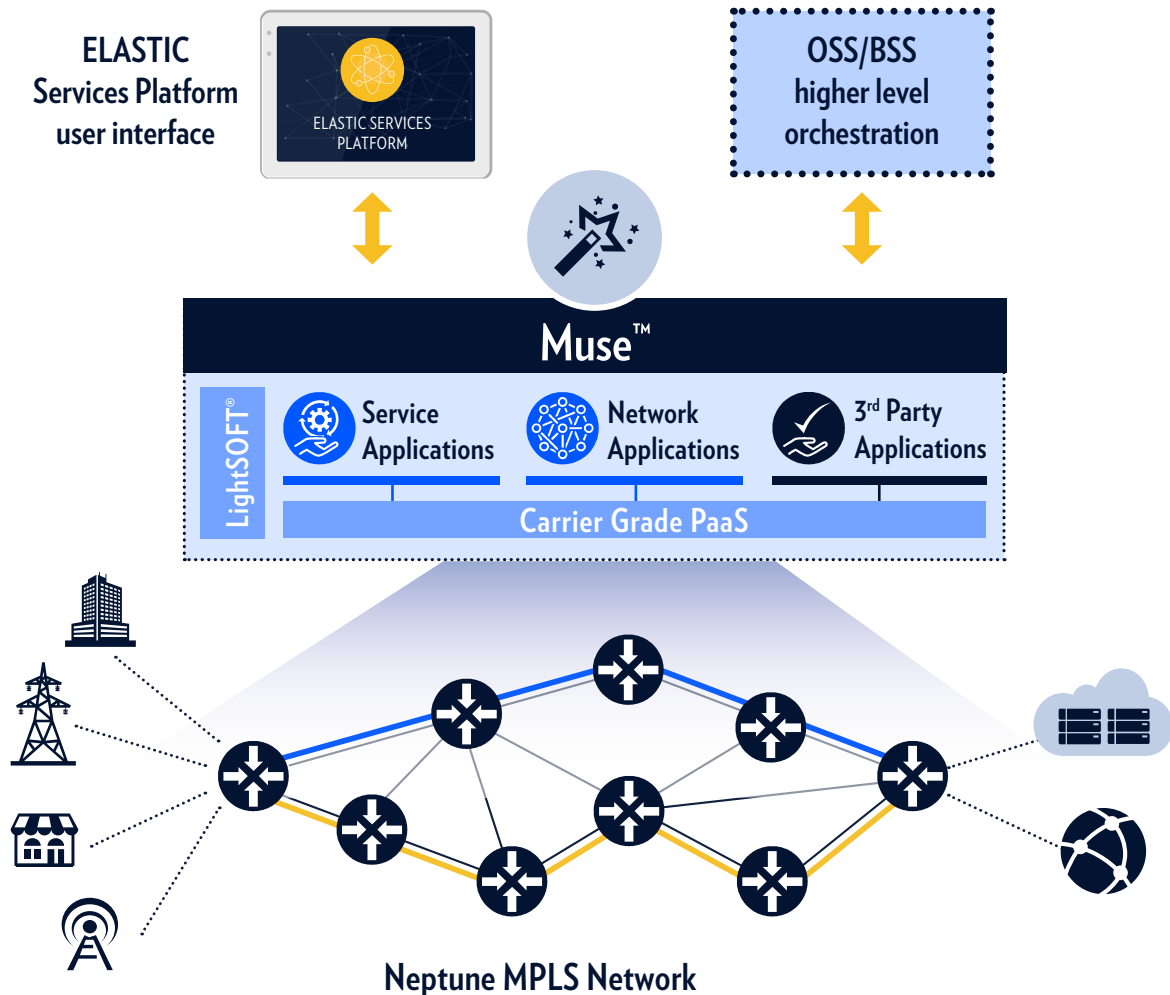 ELASTIC
Services Platform
user interface
ELASTIC SERVICES
PLATFORM
OSS/BSS
higher level
orchestration
Muse™
LightSOFT®
Service
Applications
Network
Applications
3rd Party
Applications
Carrier Grade PaaS
Neptune MPLS Network